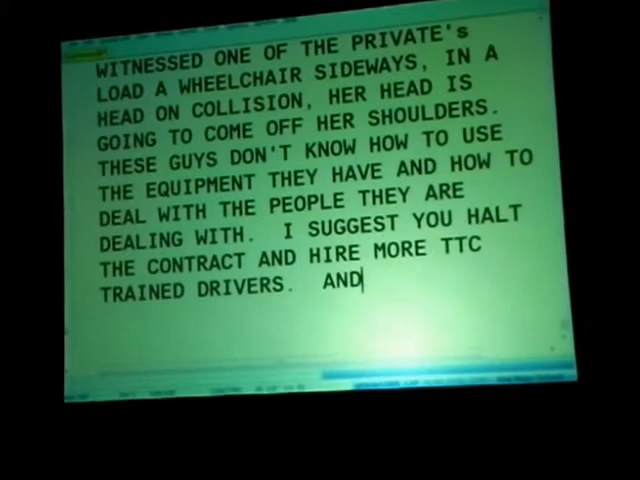 WITNESSED ONE OF THE PRIVATE's
LOAD A WHEELCHAIR SIDEWAYS, IN A
HEAD ON COLLISION, HER HEAD IS
GOING TO COME OFF HER SHOULDERS.
THESE GUYS DON'T KNOW HOW TO USE
THE EQUIPMENT THEY HAVE AND HOW TO
DEAL WITH THE PEOPLE THEY ARE
DEALING WITH.  I SUGGEST YOU HALT
THE CONTRACT AND HIRE MORE TTC
TRAINED DRIVERS.  AND